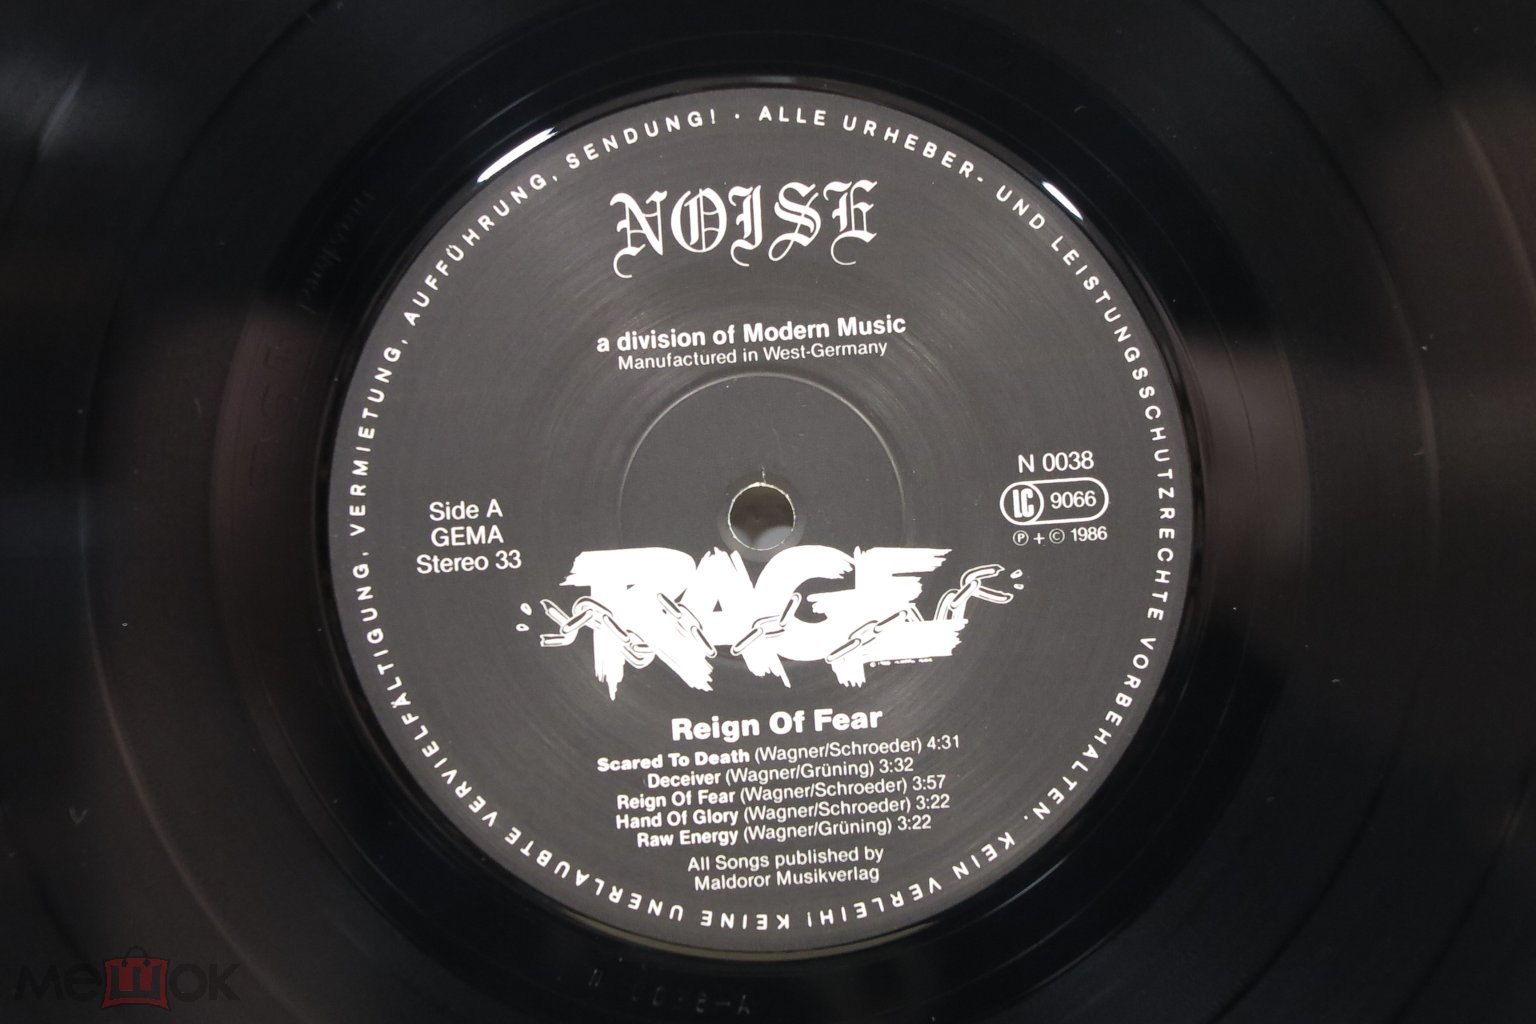 ALLE URHEBER- UND LEISTUNGSSCHUTZRECHTE VORBEHALTEN. KEIN VERLEIH! KEINE UNERLAUBTE VERVIELFÄLTIGUNG, VERMIETUNG, AUFFÜHRUNG, SENDUNG! ·
NOISE
a division of Modern Music
Manufactured in West-Germany
Side A
GEMA
Stereo 33
N 0038
LC 9066
℗ + © 1986
RAGE
Reign Of Fear
Scared To Death (Wagner/Schroeder) 4:31
Deceiver (Wagner/Grüning) 3:32
Reign Of Fear (Wagner/Schroeder) 3:57
Hand Of Glory (Wagner/Schroeder) 3:22
Raw Energy (Wagner/Grüning) 3:22
All Songs published by
Maldoror Musikverlag
мешок